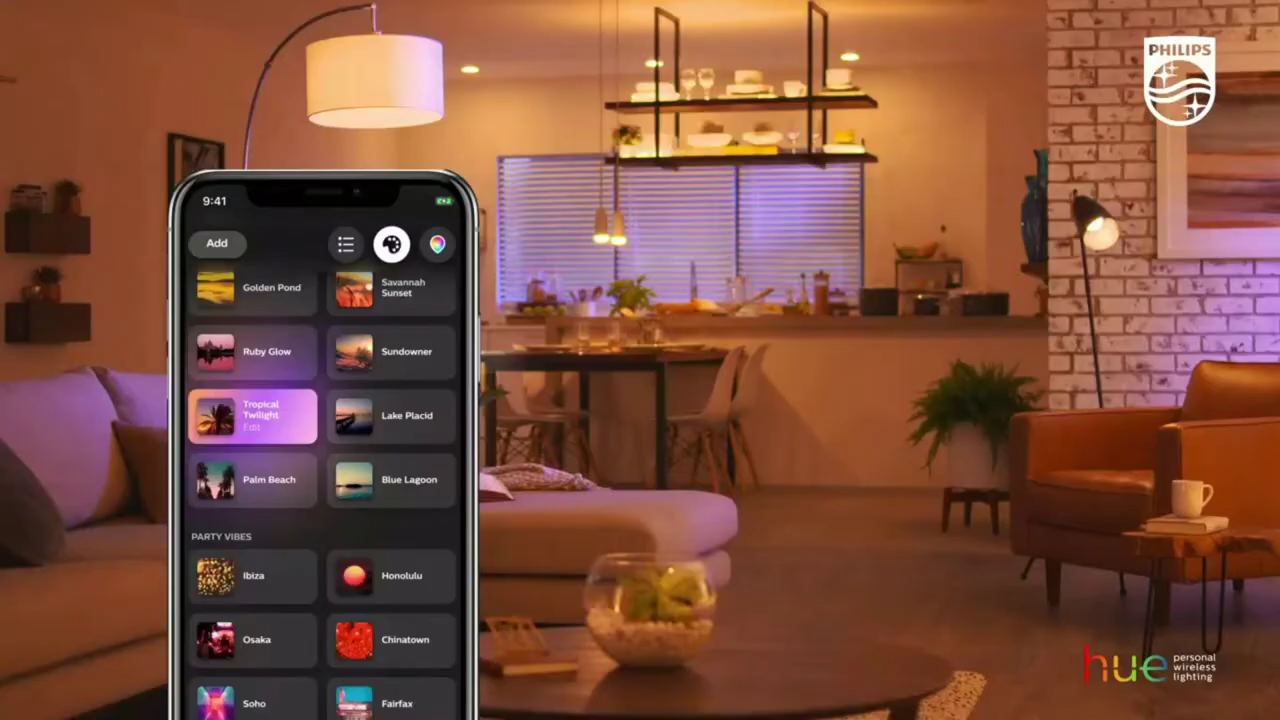 PHILIPS
9:41
Add
Golden Pond
Savannah
Sunset
Ruby Glow
Sundowner
Tropical
Twilight
Edit
Lake Placid
Palm Beach
Blue Lagoon
PARTY VIBES
Ibiza
Honolulu
Osaka
Chinatown
Soho
Fairfax
hue personal
wireless
lighting